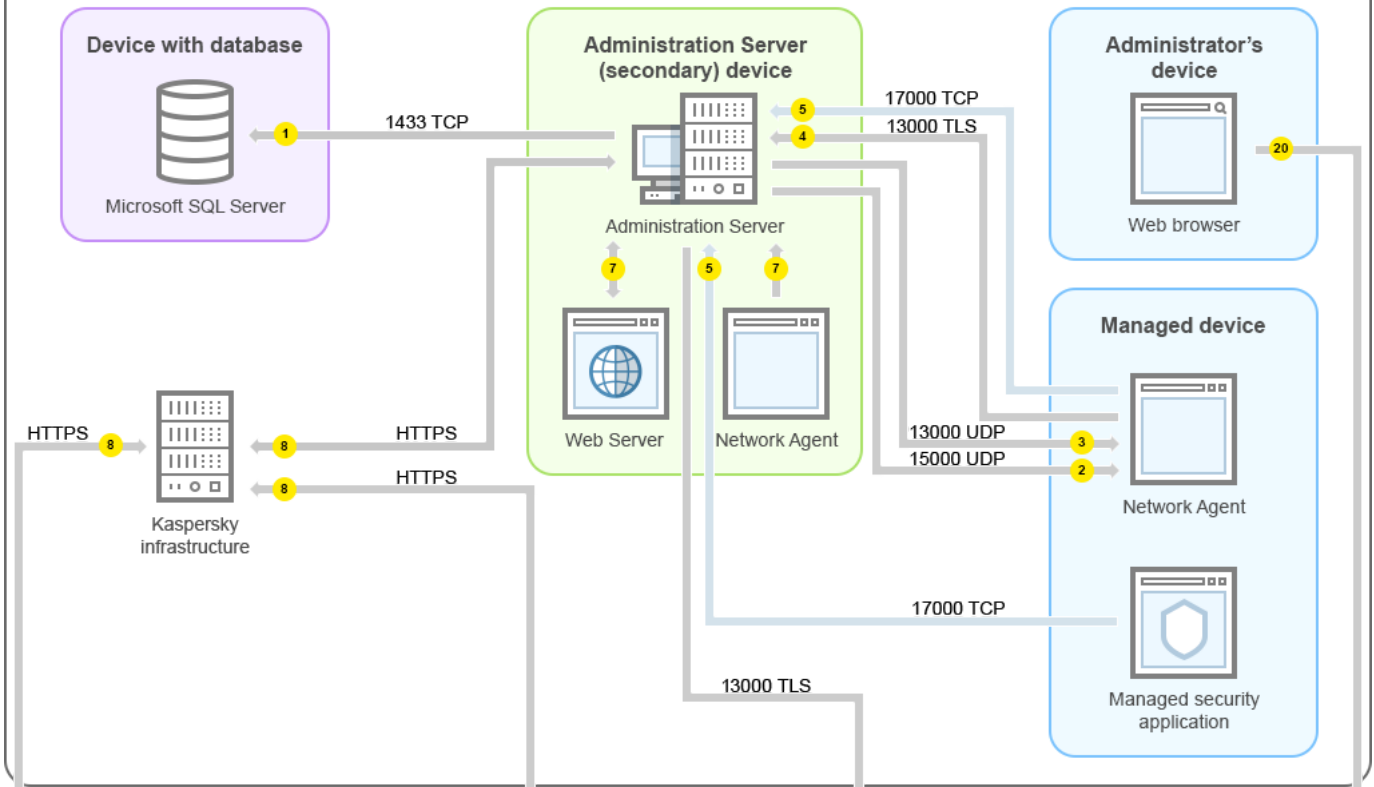 Device with database
1433 TCP
1
Microsoft SQL Server
Administration Server
(secondary) device
Administration Server
7
5
7
Web Server
Network Agent
17000 TCP
5
13000 TLS
4
Administrator’s
device
Web browser
20
Managed device
13000 UDP
3
15000 UDP
2
Network Agent
17000 TCP
Managed security
application
HTTPS
8
HTTPS
8
HTTPS
8
Kaspersky
infrastructure
13000 TLS